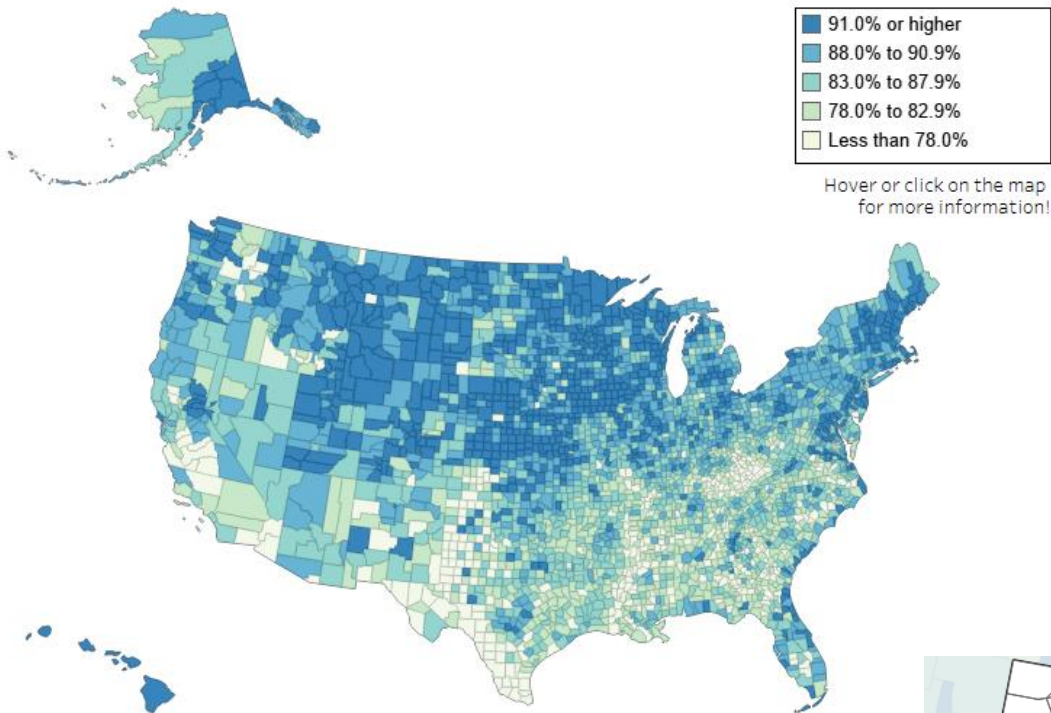 91.0% or higher
88.0% to 90.9%
83.0% to 87.9%
78.0% to 82.9%
Less than 78.0%
Hover or click on the map
for more information!